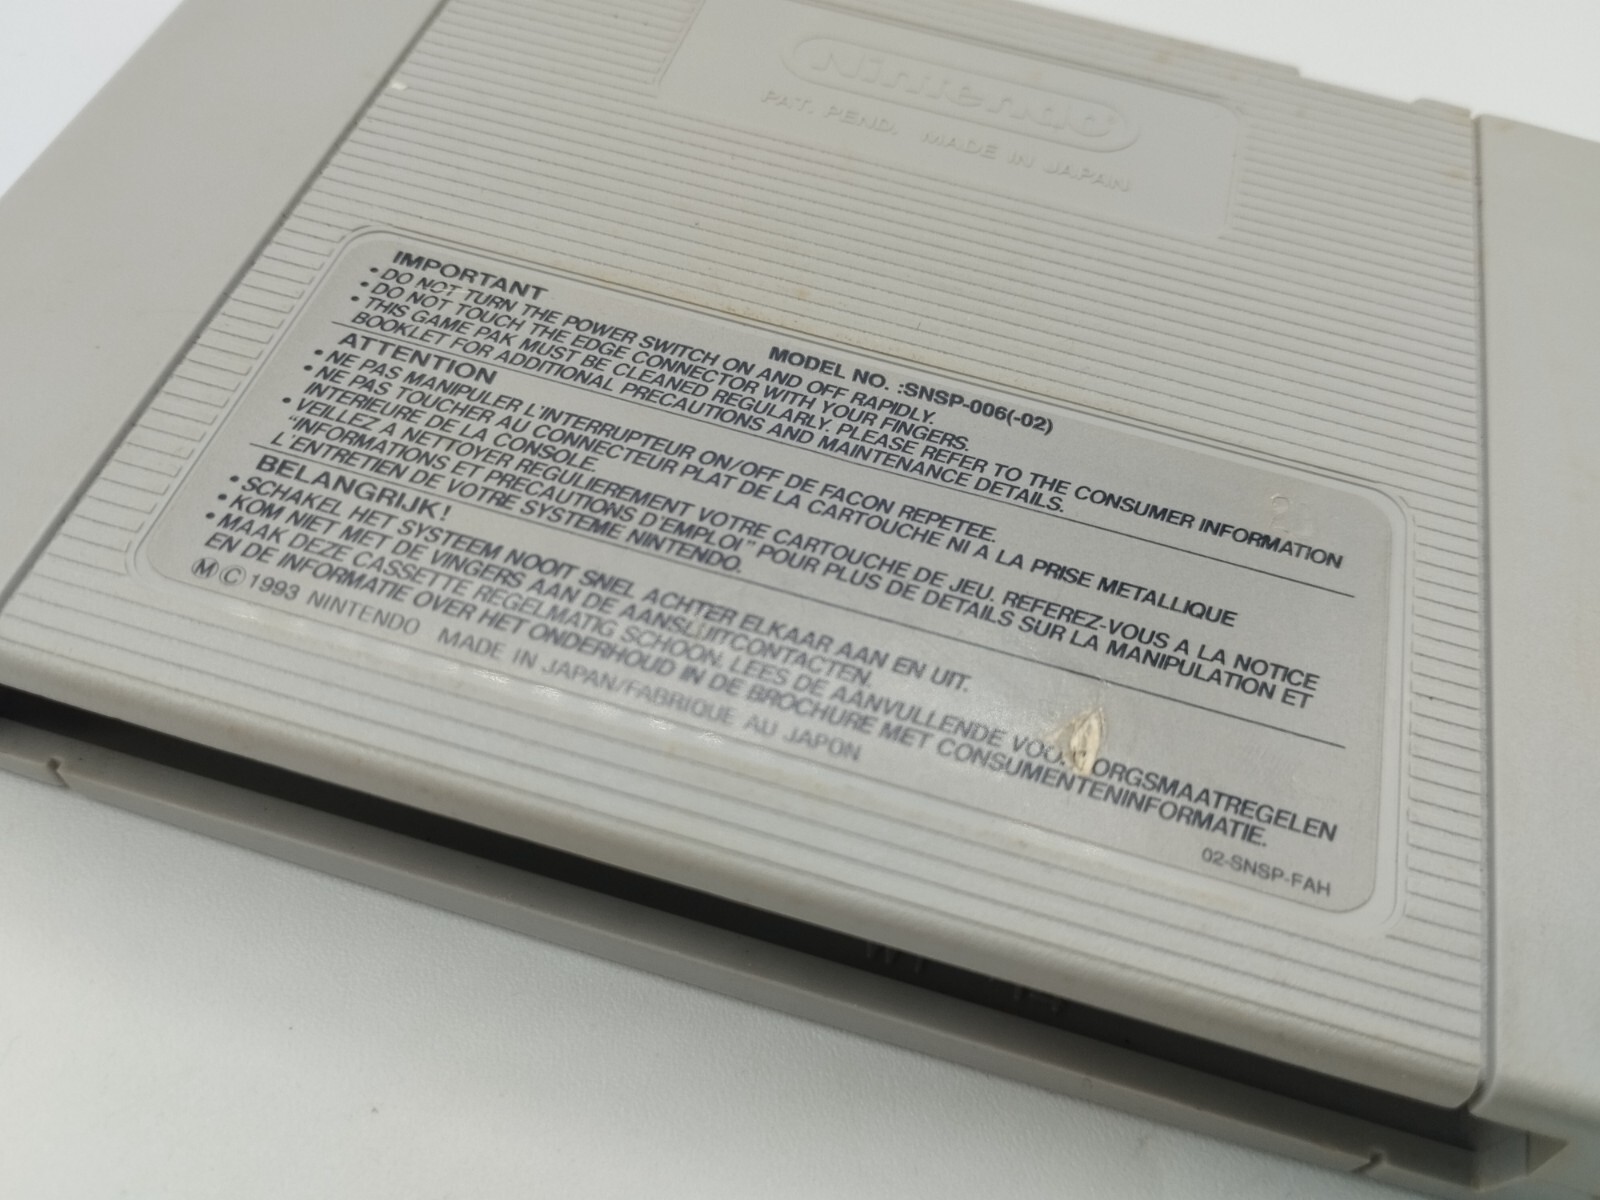 Nintendo
PAT. PEND. MADE IN JAPAN
MODEL NO. :SNSP-006(-02)
IMPORTANT
•DO NOT TURN THE POWER SWITCH ON AND OFF RAPIDLY.
•DO NOT TOUCH THE EDGE CONNECTOR WITH YOUR FINGERS.
•THIS GAME PAK MUST BE CLEANED REGULARLY. PLEASE REFER TO THE CONSUMER INFORMATION
BOOKLET FOR ADDITIONAL PRECAUTIONS AND MAINTENANCE DETAILS.
ATTENTION
•NE PAS MANIPULER L'INTERRUPTEUR ON/OFF DE FACON REPETEE.
•NE PAS TOUCHER AU CONNECTEUR PLAT DE LA CARTOUCHE NI A LA PRISE METALLIQUE
INTERIEURE DE LA CONSOLE.
•VEILLEZ A NETTOYER REGULIEREMENT VOTRE CARTOUCHE DE JEU. REFEREZ-VOUS A LA NOTICE
"INFORMATIONS ET PRECAUTIONS D'EMPLOI" POUR PLUS DE DETAILS SUR LA MANIPULATION ET
L'ENTRETIEN DE VOTRE SYSTEME NINTENDO.
BELANGRIJK!
•SCHAKEL HET SYSTEEM NOOIT SNEL ACHTER ELKAAR AAN EN UIT.
•KOM NIET MET DE VINGERS AAN DE AANSLUITCONTACTEN.
•MAAK DEZE CASSETTE REGELMATIG SCHOON. LEES DE AANVULLENDE
EN DE INFORMATIE OVER HET ONDERHOUD IN DE BROCHURE MET CONSUMENTENINFORMATIE.
Ⓜ © 1993 NINTENDO MADE IN JAPAN/FABRIQUE AU JAPON
02-SNSP-FAH